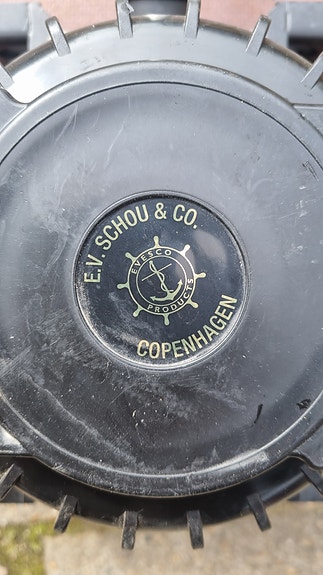 E.V. SCHOU & CO.
EVESCO
PRODUCTS
COPENHAGEN